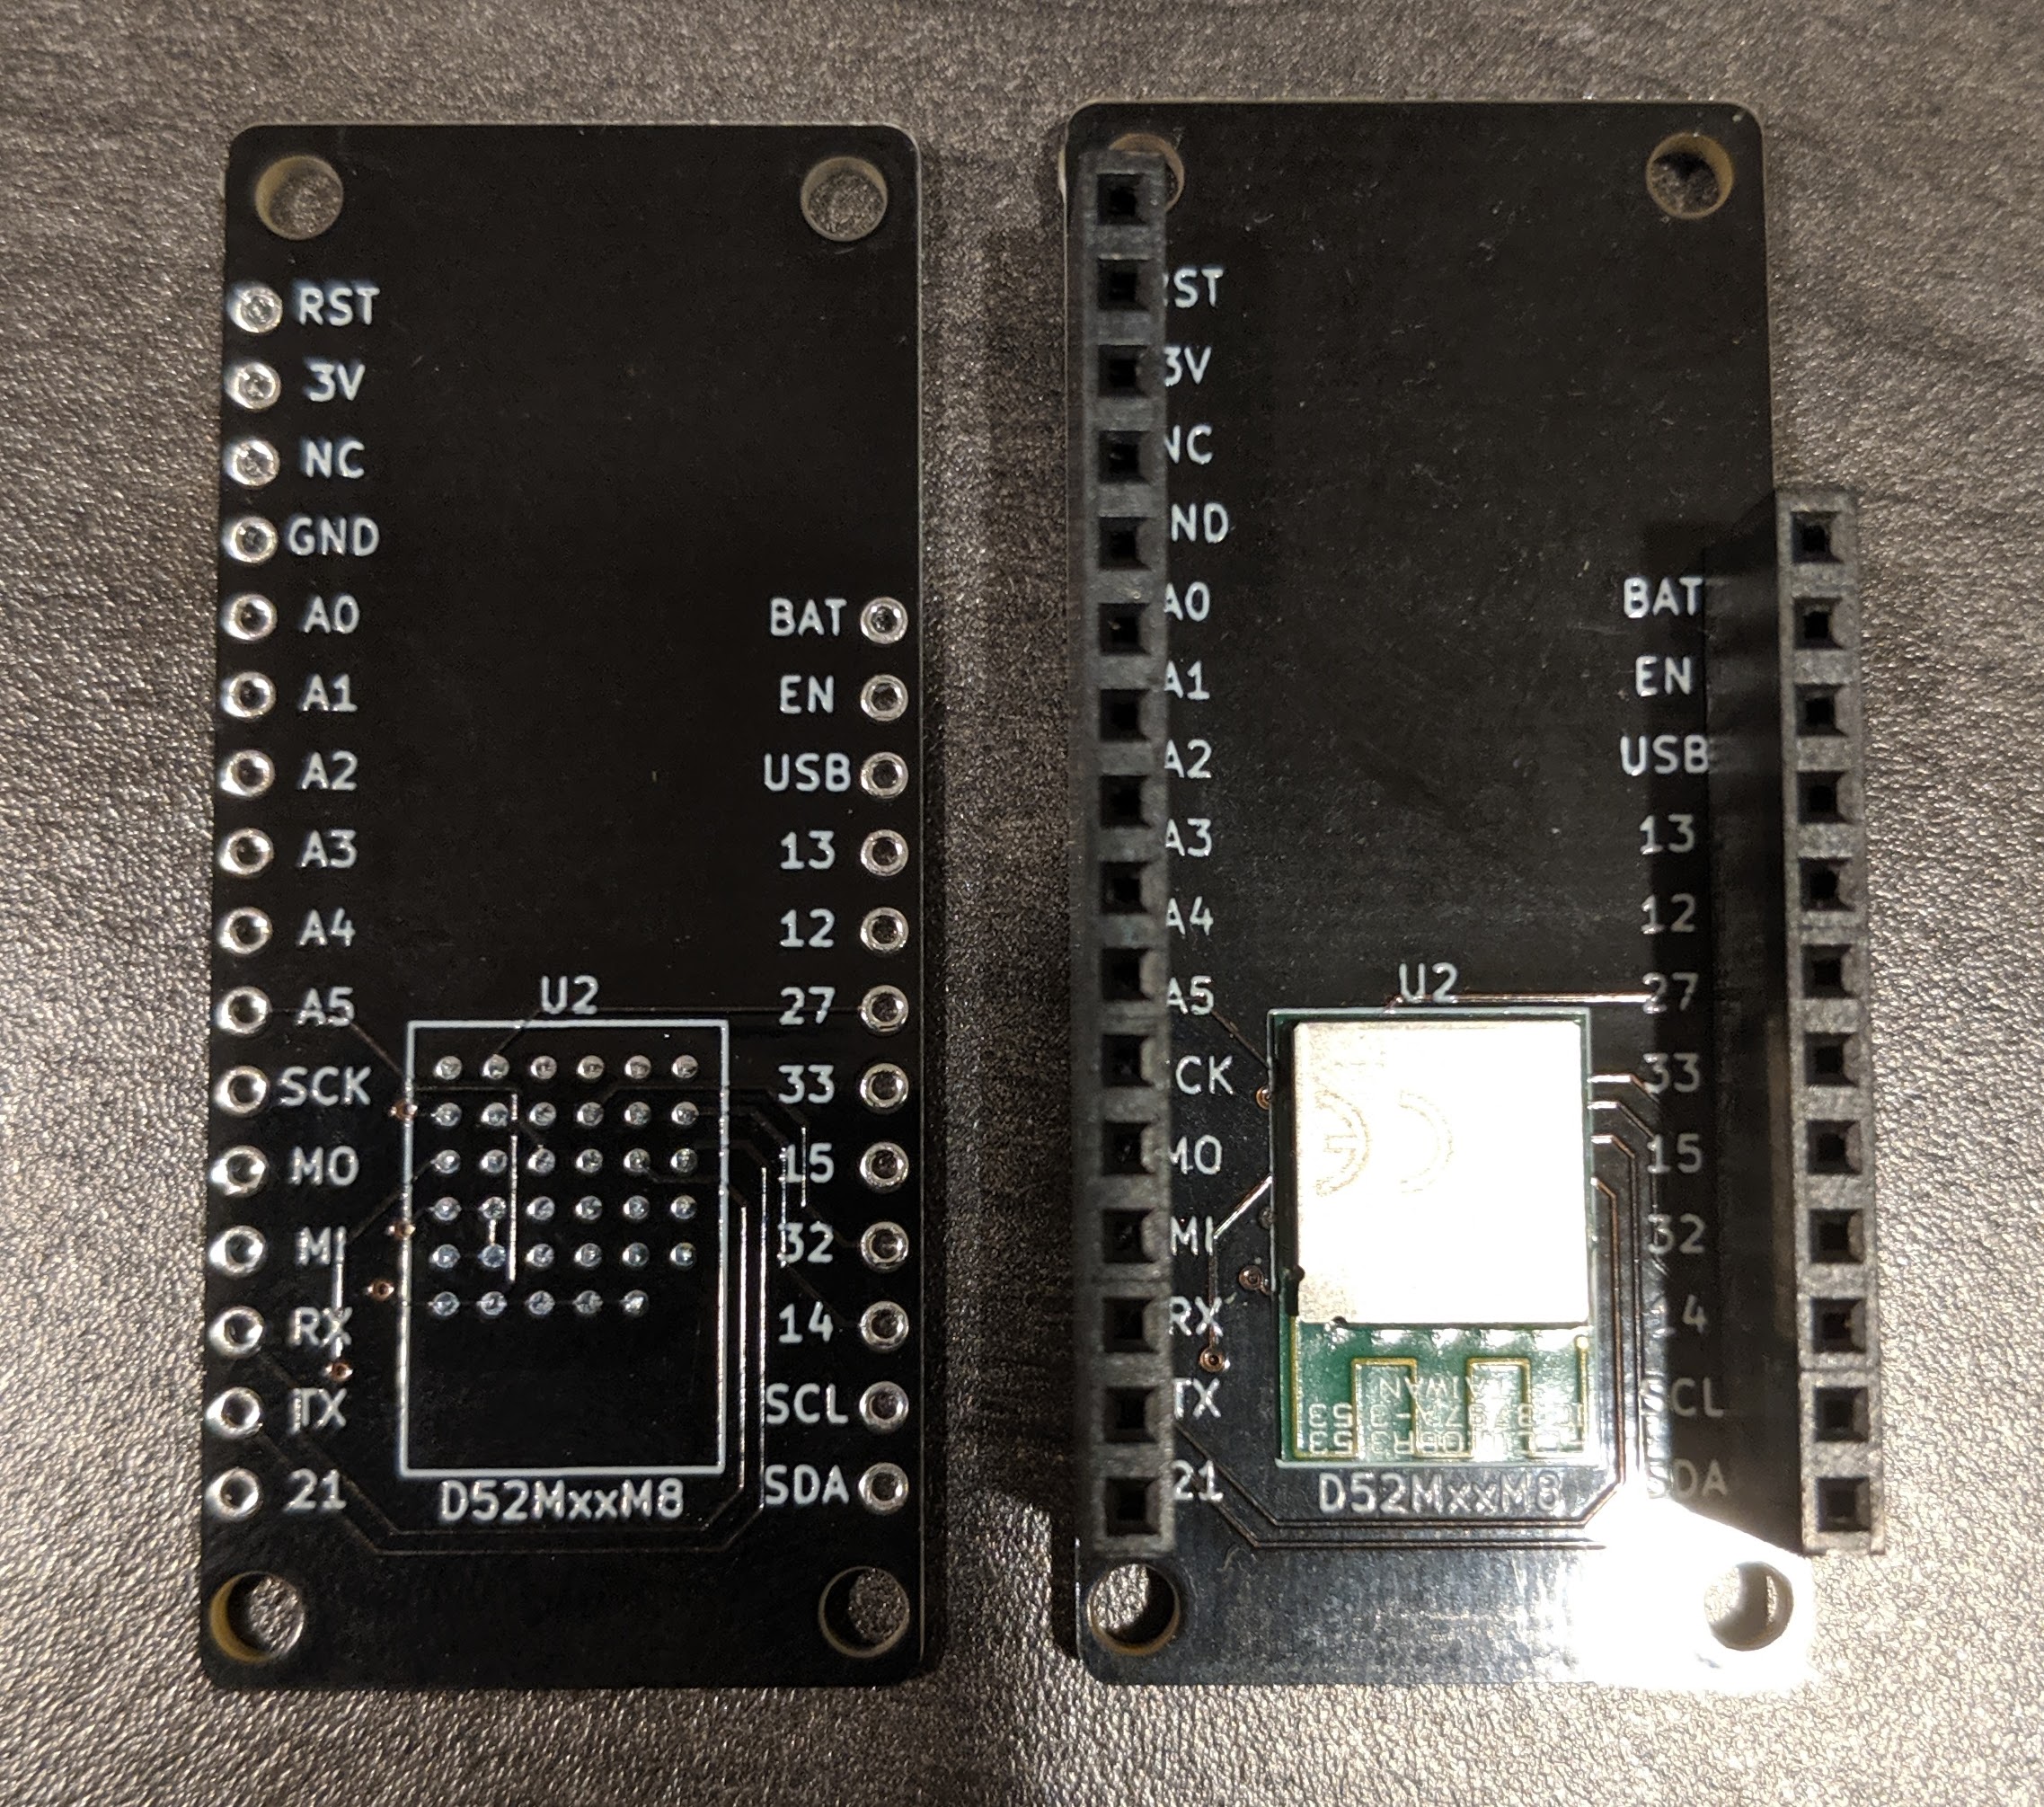 RST
3V
NC
GND
A0
A1
A2
A3
A4
A5
SCK
MO
MI
RX
TX
21
BAT
EN
USB
13
12
27
33
15
32
14
SCL
SDA
U2
D52MxxM8
ST
3V
NC
ND
A0
A1
A2
A3
A4
A5
CK
MO
MI
RX
TX
21
BAT
EN
USB
13
12
27
33
15
32
14
SCL
SDA
U2
CE
TAIWAN
D52MxxM8